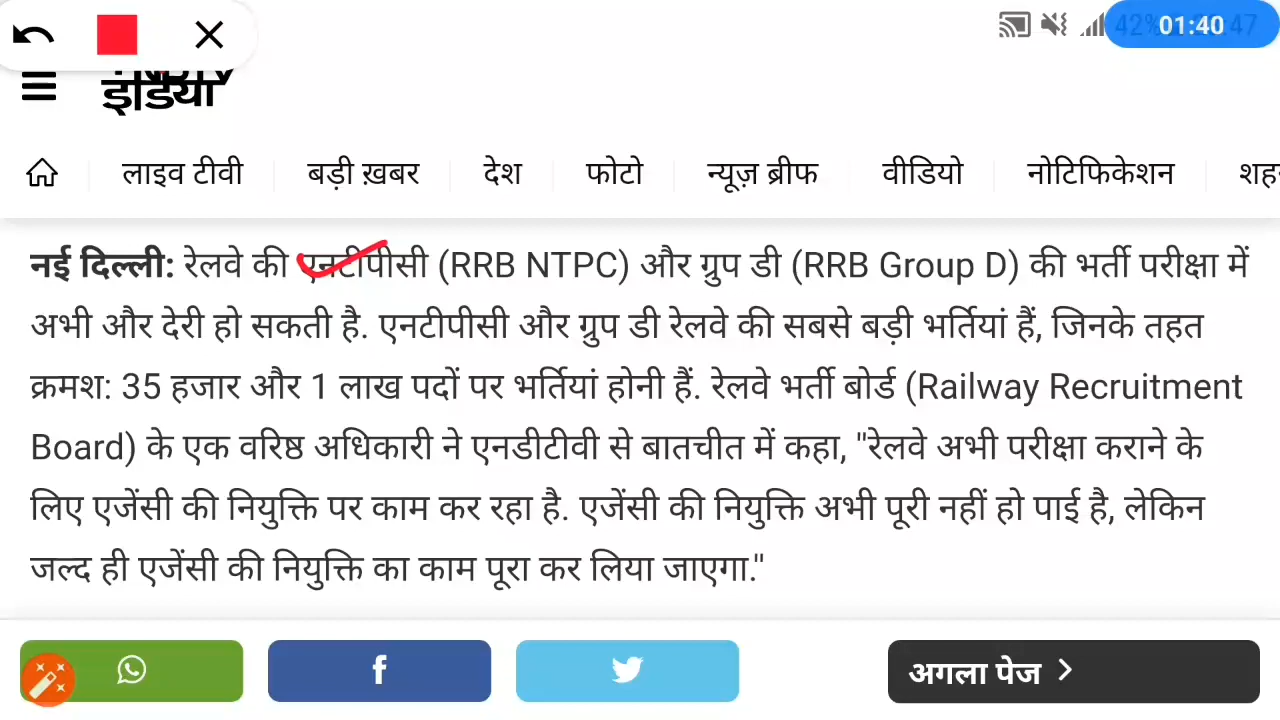 42% 47
01:40
इंडिया
लाइव टीवी बड़ी ख़बर देश फोटो न्यूज़ ब्रीफ वीडियो नोटिफिकेशन
नई दिल्ली: रेलवे की एनटीपीसी (RRB NTPC) और ग्रुप डी (RRB Group D) की भर्ती परीक्षा में
अभी और देरी हो सकती है. एनटीपीसी और ग्रुप डी रेलवे की सबसे बड़ी भर्तियां हैं, जिनके तहत
क्रमश: 35 हजार और 1 लाख पदों पर भर्तियां होनी हैं. रेलवे भर्ती बोर्ड (Railway Recruitment
Board) के एक वरिष्ठ अधिकारी ने एनडीटीवी से बातचीत में कहा, "रेलवे अभी परीक्षा कराने के
लिए एजेंसी की नियुक्ति पर काम कर रहा है. एजेंसी की नियुक्ति अभी पूरी नहीं हो पाई है, लेकिन
जल्द ही एजेंसी की नियुक्ति का काम पूरा कर लिया जाएगा."
अगला पेज